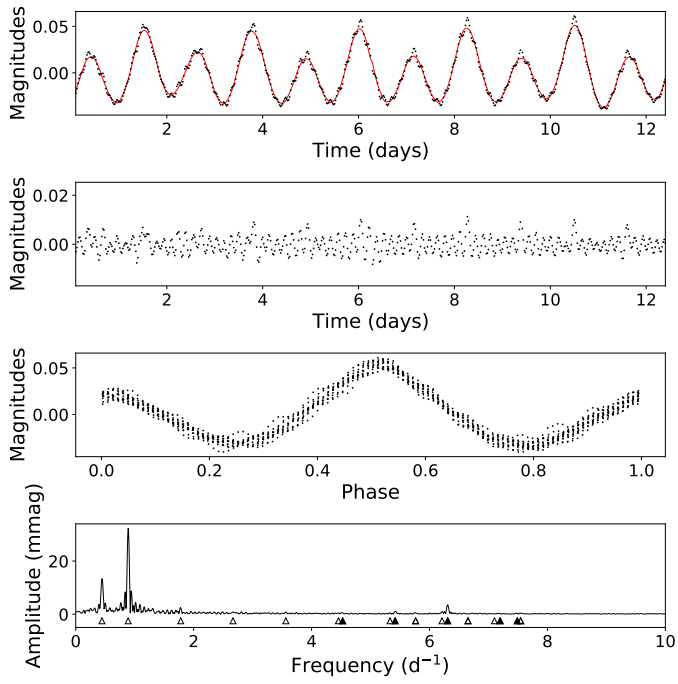 Magnitudes
0.05
0.00
2 4 6 8 10 12
Time (days)
Magnitudes
0.02
0.00
2 4 6 8 10 12
Time (days)
Magnitudes
0.05
0.00
0.0 0.2 0.4 0.6 0.8 1.0
Phase
Amplitude (mmag)
20
0
0 2 4 6 8 10
Frequency (d⁻¹)